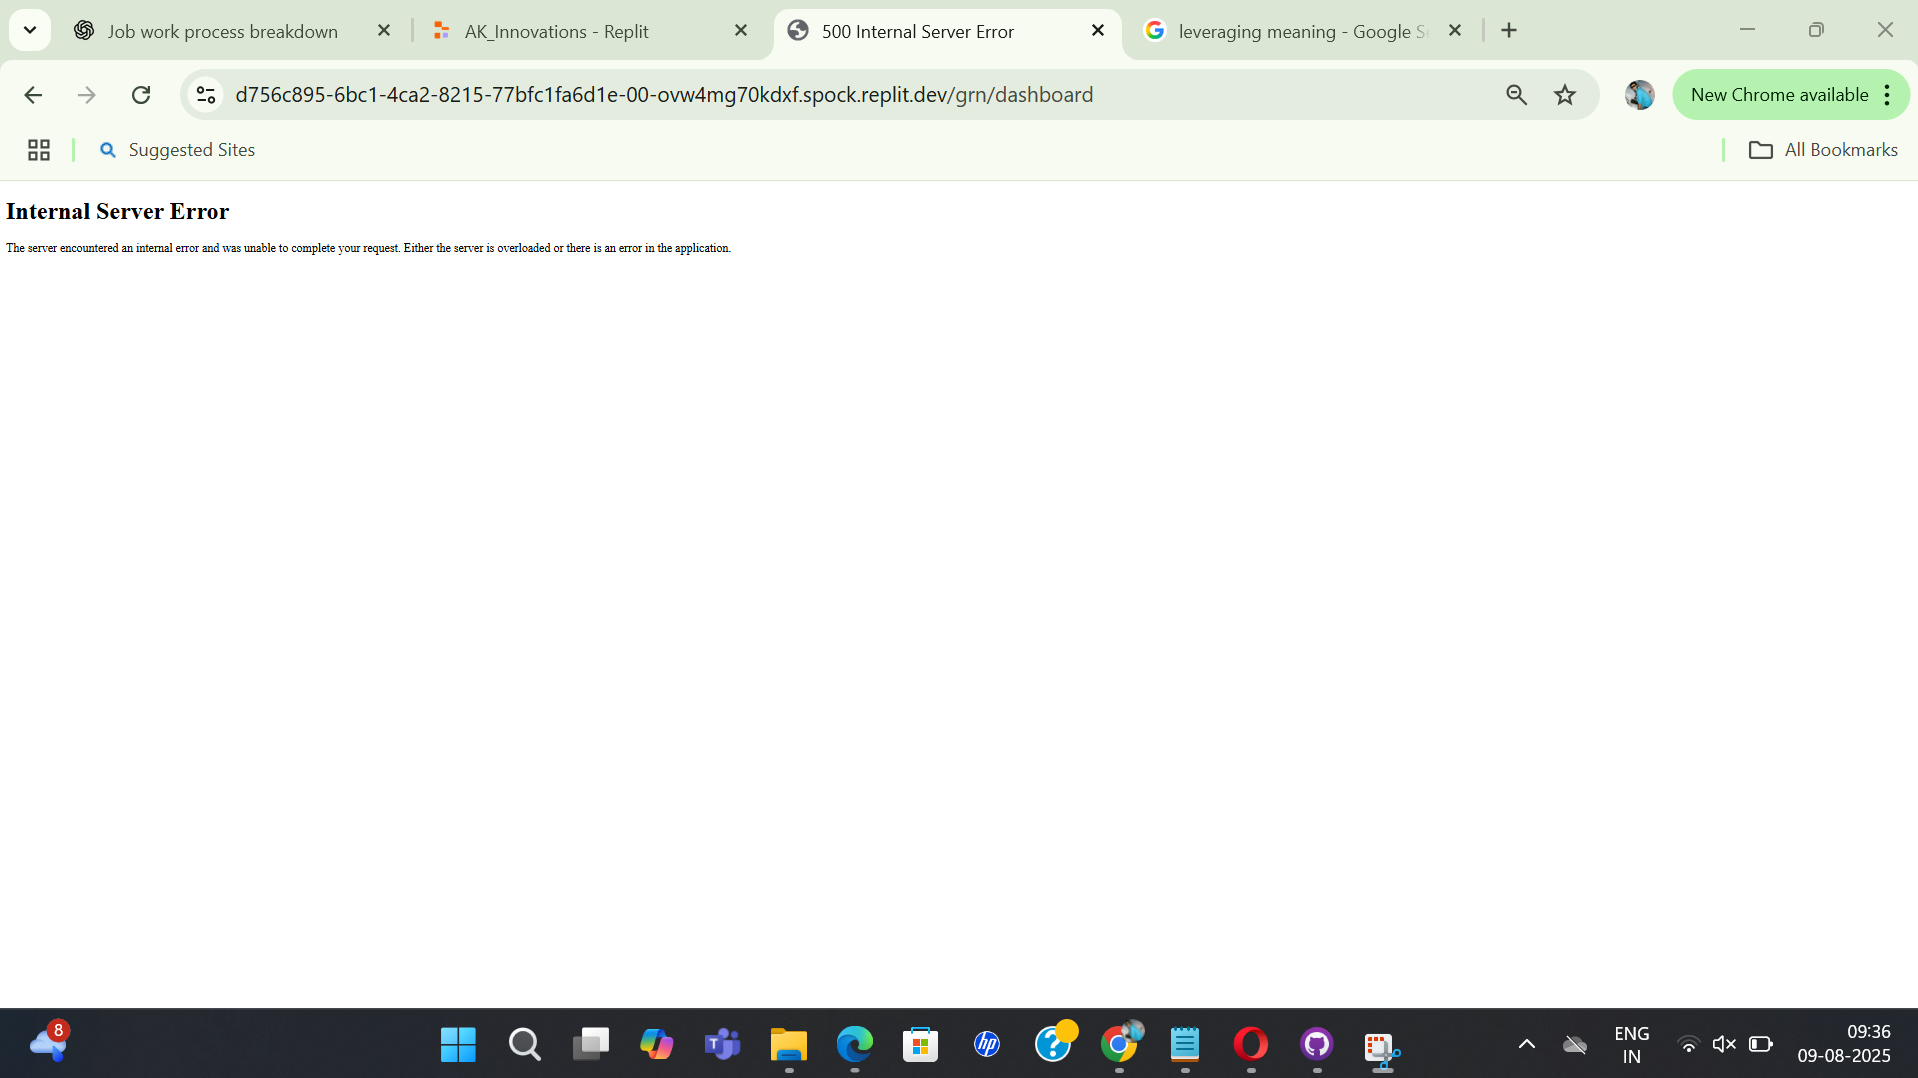 Job work process breakdown
AK_Innovations - Replit
500 Internal Server Error
leveraging meaning - Google S
d756c895-6bc1-4ca2-8215-77bfc1fa6d1e-00-ovw4mg70kdxf.spock.replit.dev/grn/dashboard
New Chrome available
Suggested Sites
All Bookmarks
Internal Server Error
The server encountered an internal error and was unable to complete your request. Either the server is overloaded or there is an error in the application.
8
hp
ENG
IN
09:36
09-08-2025